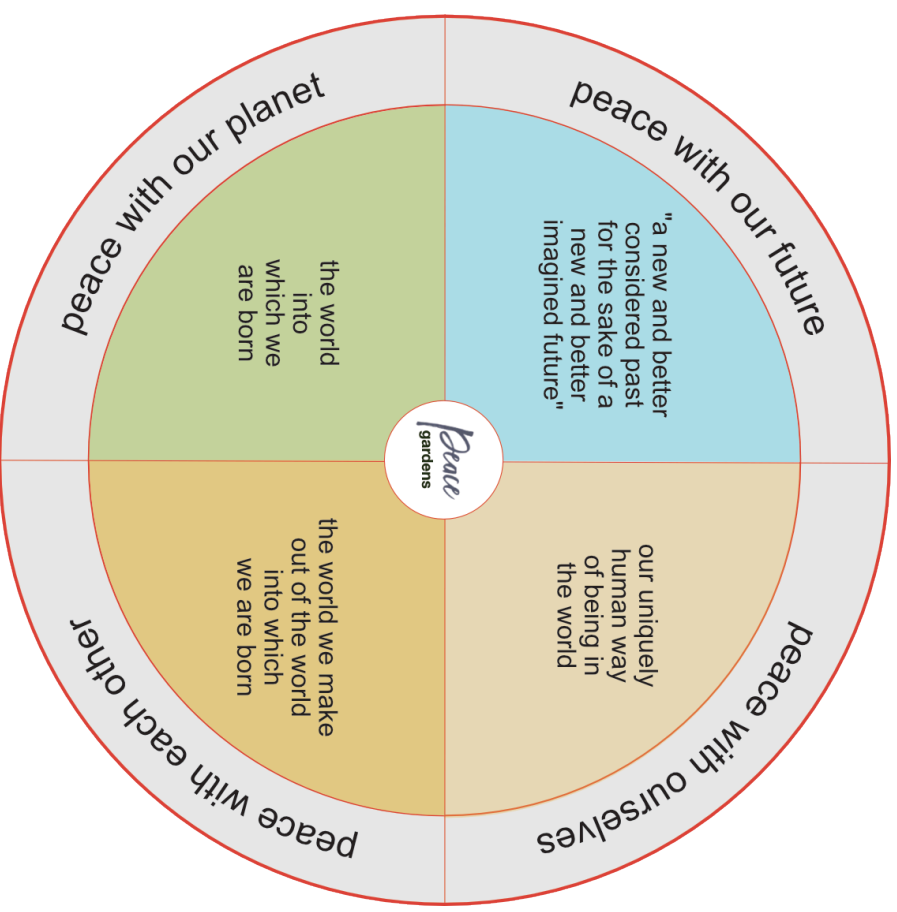 peace with our planet
the world
into
which we
are born
peace with our future
"a new and better
considered past
for the sake of a
new and better
imagined future"
peace with ourselves
our uniquely
human way
of being in
the world
peace with each other
the world we make
out of the world
into which
we are born
Peace
gardens